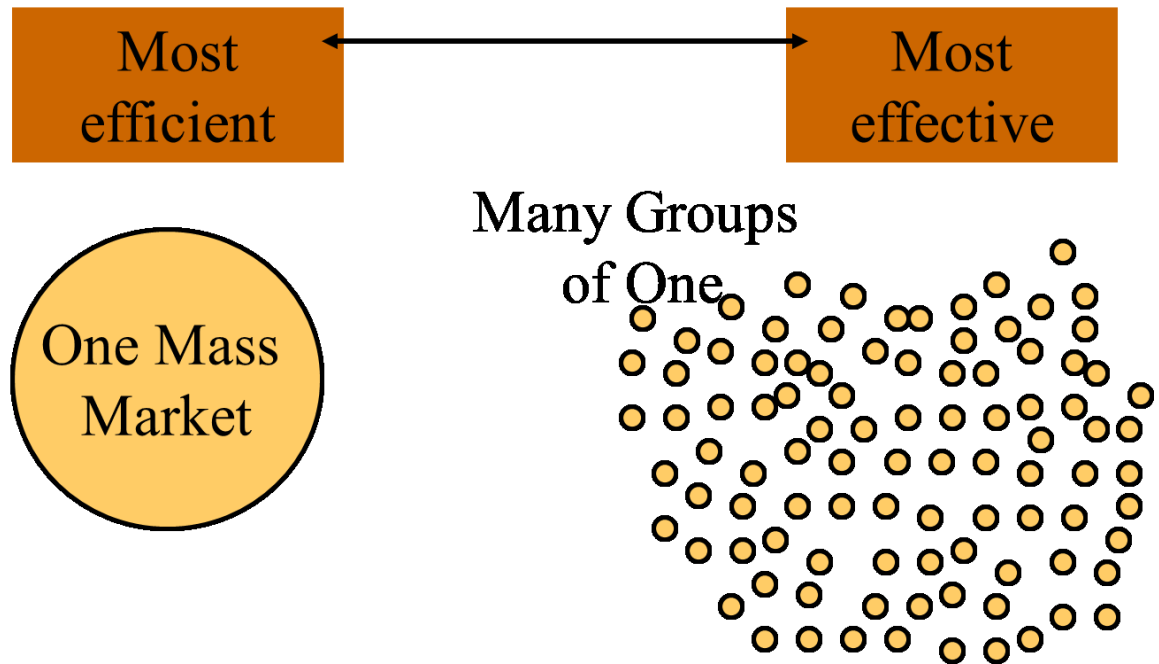 Most
efficient
Most
effective
Many Groups
of One
One Mass
Market